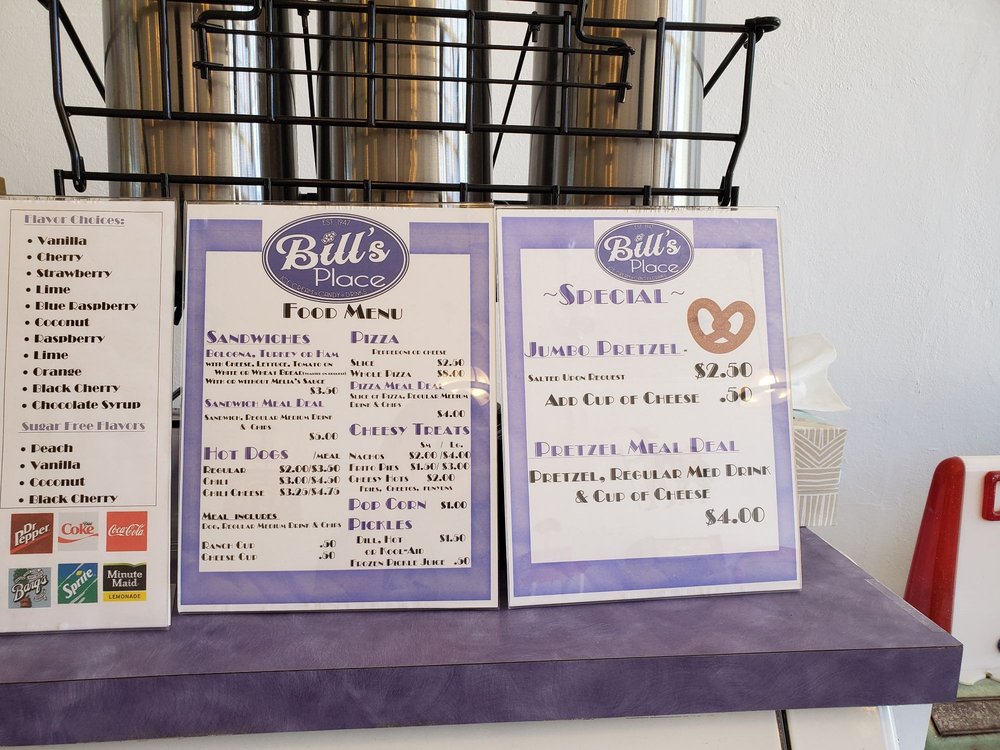 Flavor Choices:
• Vanilla
• Cherry
• Strawberry
• Lime
• Blue Raspberry
• Coconut
• Raspberry
• Lime
• Orange
• Black Cherry
• Chocolate Syrup
Sugar Free Flavors
• Peach
• Vanilla
• Coconut
• Black Cherry
Dr Pepper
Coke
Coca-Cola
Barq's
Sprite
Minute Maid
LEMONADE
EST. 1947
Bill's
Place
ICE CREAM • CANDY • DRINKS
Food Menu
Sandwiches
Bologna, Turkey or Ham
with Cheese, Lettuce, Tomato on
White or Wheat Bread
With or without Melia's Sauce
$3.50
Sandwich Meal Deal
Sandwich, Regular Medium Drink
& Chips
$5.00
Hot Dogs /meal
Regular $2.00/$3.50
Chili $3.00/$4.50
Chili Cheese $3.25/$4.75
Meal includes
Dog, Regular Medium Drink & Chips
Ranch Cup .50
Cheese Cup .50
Pizza
Pepperoni or cheese
Slice $2.50
Whole Pizza $8.00
Pizza Meal Deal
Slice of Pizza, Regular Medium
Drink & Chips
$4.00
Cheesy Treats
Sm / Lg.
Nachos $2.00/$4.00
Frito Pies $1.50/$3.00
Cheesy Hots $2.00
Fries, Cheetos, Funyuns
Pop Corn $1.00
Pickles
Dill, Hot $1.50
or Kool-Aid
Frozen Pickle Juice .50
Bill's
Place
~Special~
Jumbo Pretzel-
$2.50
Salted Upon Request
Add Cup of Cheese .50
Pretzel Meal Deal
Pretzel, Regular Med Drink
& Cup of Cheese
$4.00